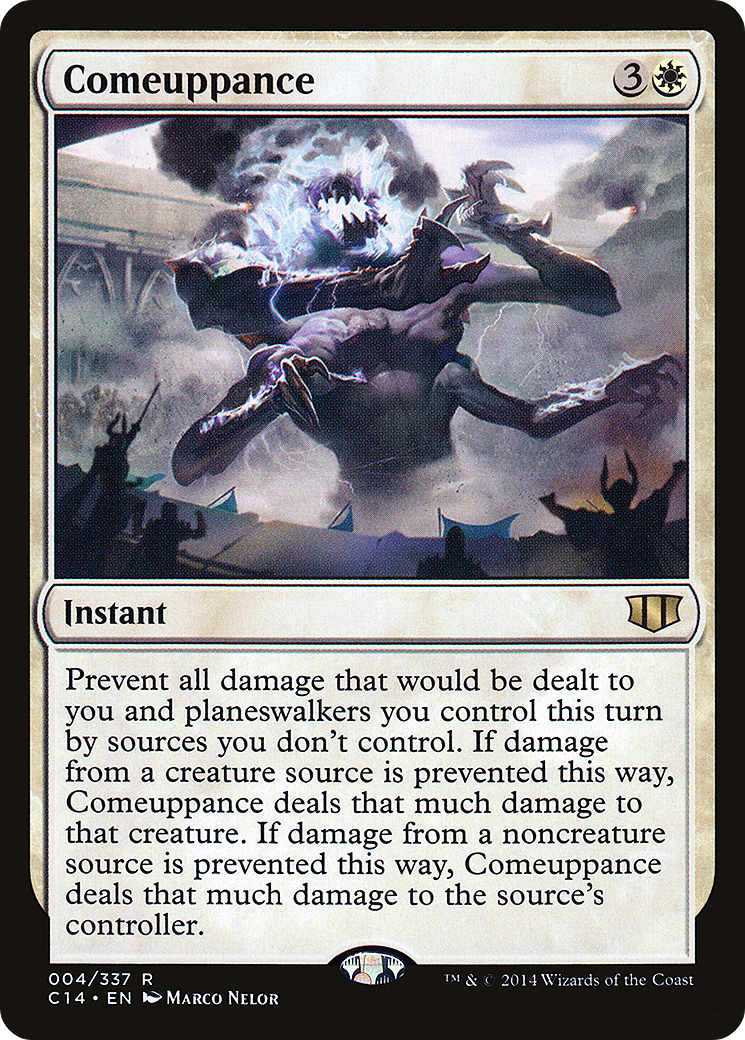 Comeuppance 3
Instant
Prevent all damage that would be dealt to
you and planeswalkers you control this turn
by sources you don't control. If damage
from a creature source is prevented this way,
Comeuppance deals that much damage to
that creature. If damage from a noncreature
source is prevented this way, Comeuppance
deals that much damage to the source's
controller.
004/337 R
C14 • EN Marco Nelor
™ & © 2014 Wizards of the Coast